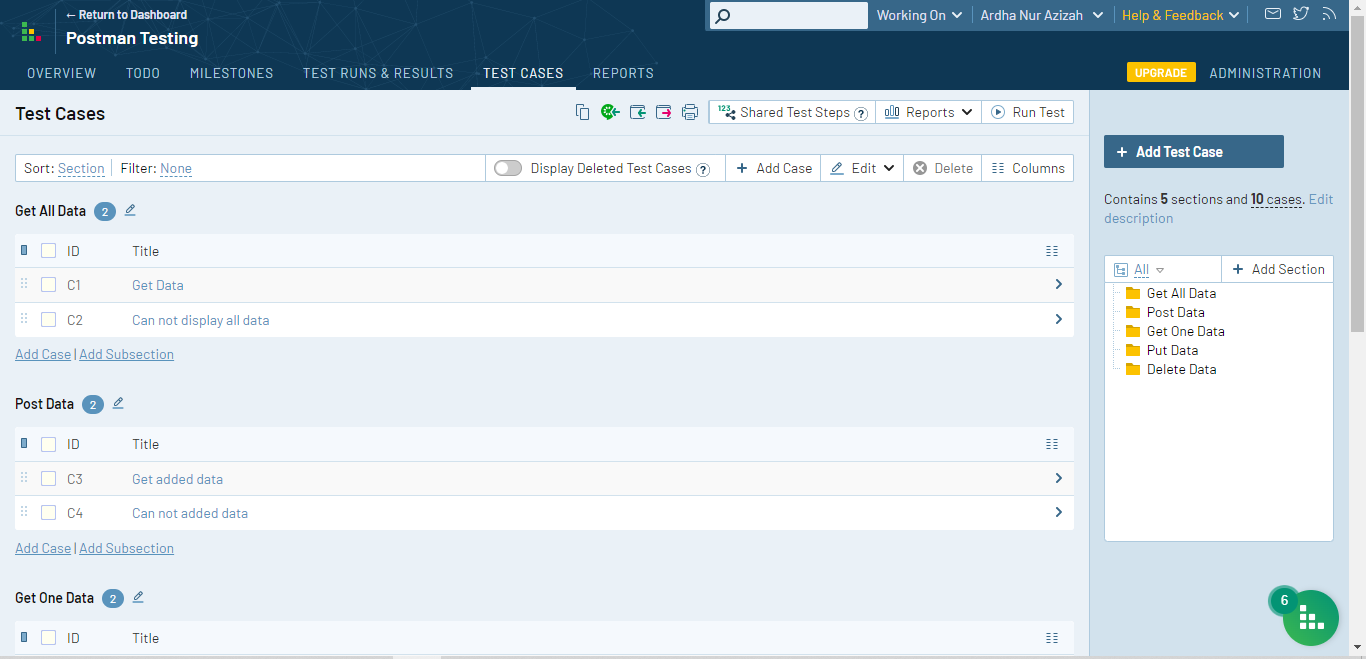 ← Return to Dashboard
Postman Testing
Working On
Ardha Nur Azizah
Help & Feedback
OVERVIEW TODO MILESTONES TEST RUNS & RESULTS TEST CASES REPORTS
UPGRADE ADMINISTRATION
Test Cases
123 Shared Test Steps ? Reports Run Test
Sort: Section Filter: None Display Deleted Test Cases ? + Add Case Edit Delete Columns
Get All Data 2
ID Title
C1 Get Data
C2 Can not display all data
Add Case | Add Subsection
Post Data 2
ID Title
C3 Get added data
C4 Can not added data
Add Case | Add Subsection
Get One Data 2
ID Title
+ Add Test Case
Contains 5 sections and 10 cases. Edit
description
All + Add Section
Get All Data
Post Data
Get One Data
Put Data
Delete Data
6